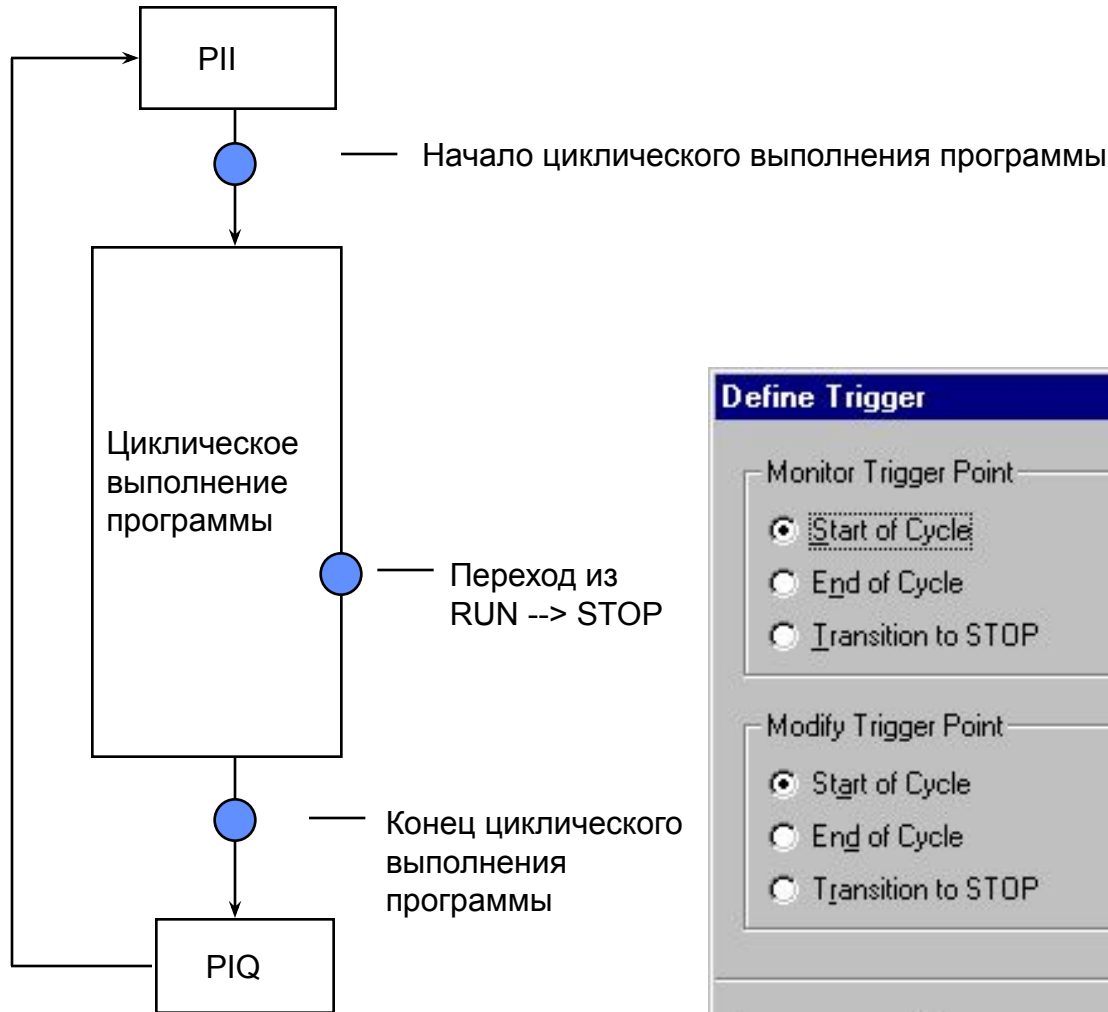 PII
Начало циклического выполнения программы
Циклическое
выполнение
программы
Переход из
RUN --> STOP
Конец циклического
выполнения
программы
PIQ
Define Trigger
Monitor Trigger Point
Start of Cycle
End of Cycle
Transition to STOP
Modify Trigger Point
Start of Cycle
End of Cycle
Transition to STOP